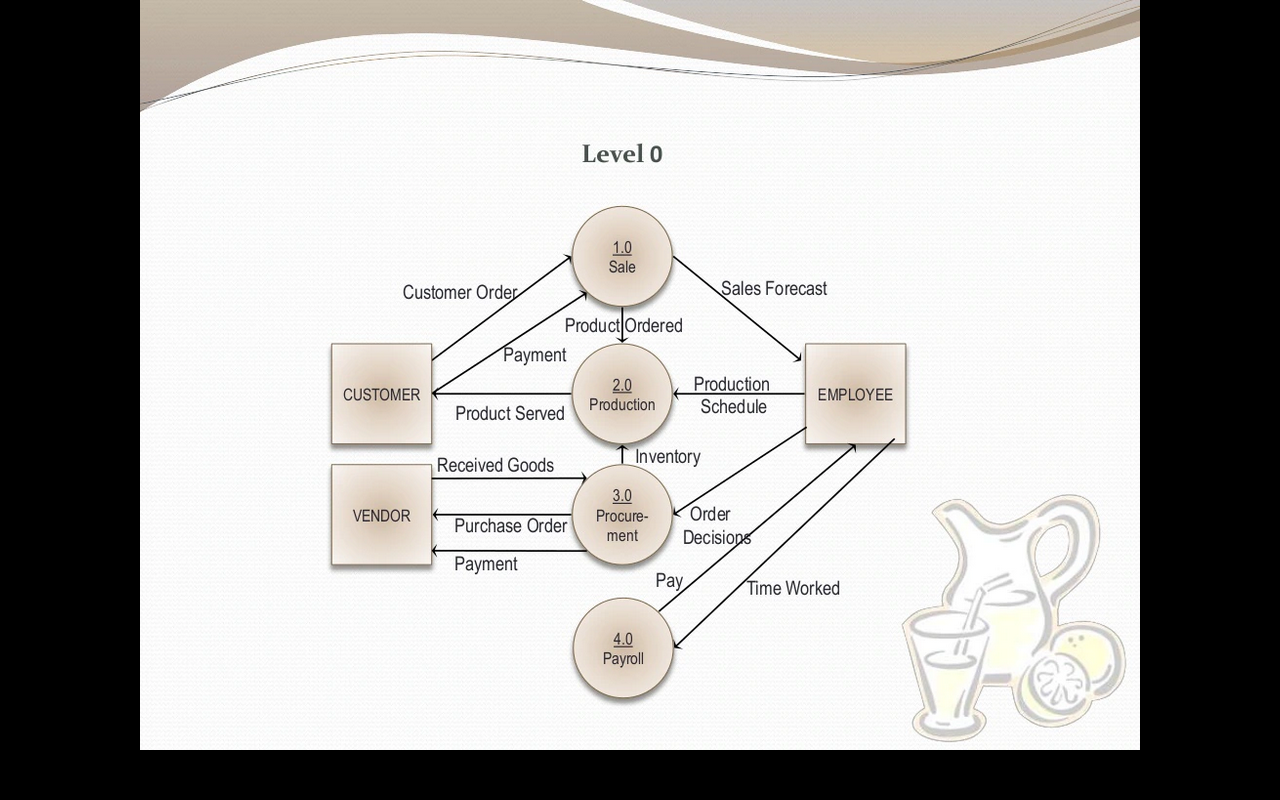 Level 0
1.0
Sale
Customer Order
Sales Forecast
Product Ordered
Payment
CUSTOMER
2.0
Production
Production
Schedule
EMPLOYEE
Product Served
Inventory
Received Goods
VENDOR
3.0
Procure-
ment
Purchase Order
Order
Decisions
Payment
Pay
Time Worked
4.0
Payroll